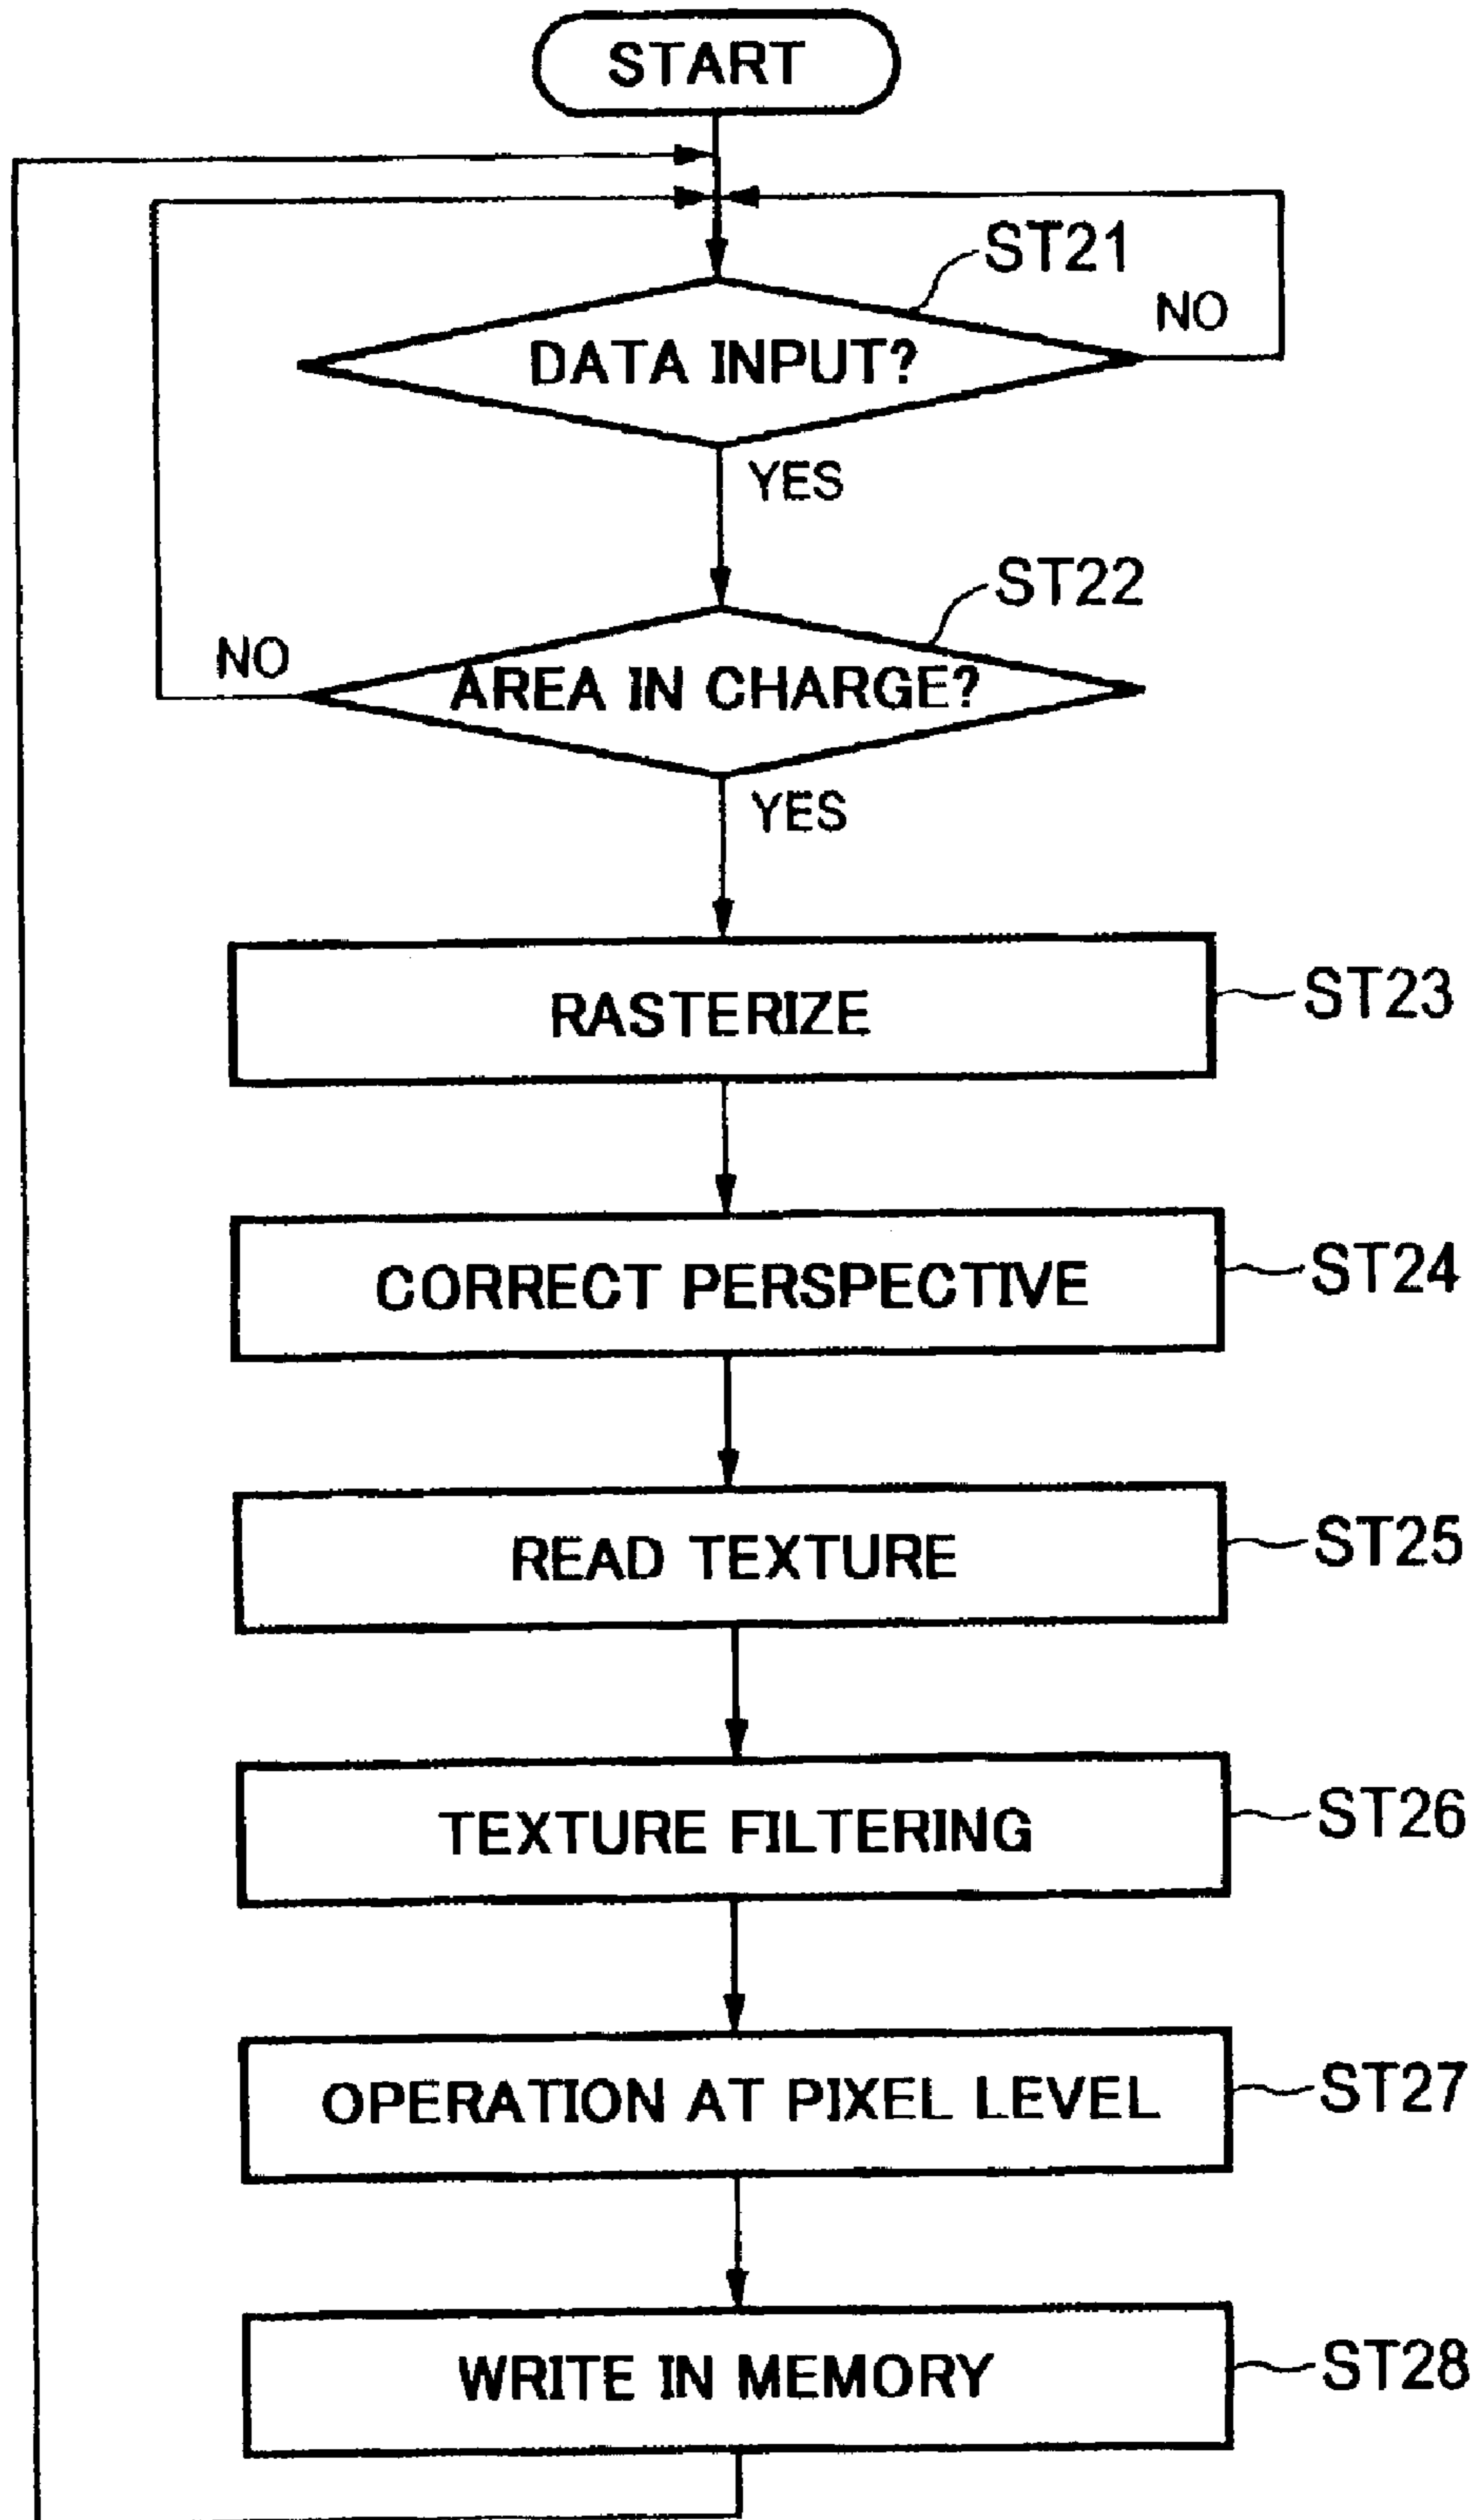 START
ST21
NO
DATA INPUT?
YES
ST22
NO
AREA IN CHARGE?
YES
RASTERIZE
ST23
CORRECT PERSPECTIVE
ST24
READ TEXTURE
ST25
TEXTURE FILTERING
ST26
OPERATION AT PIXEL LEVEL
ST27
WRITE IN MEMORY
ST28